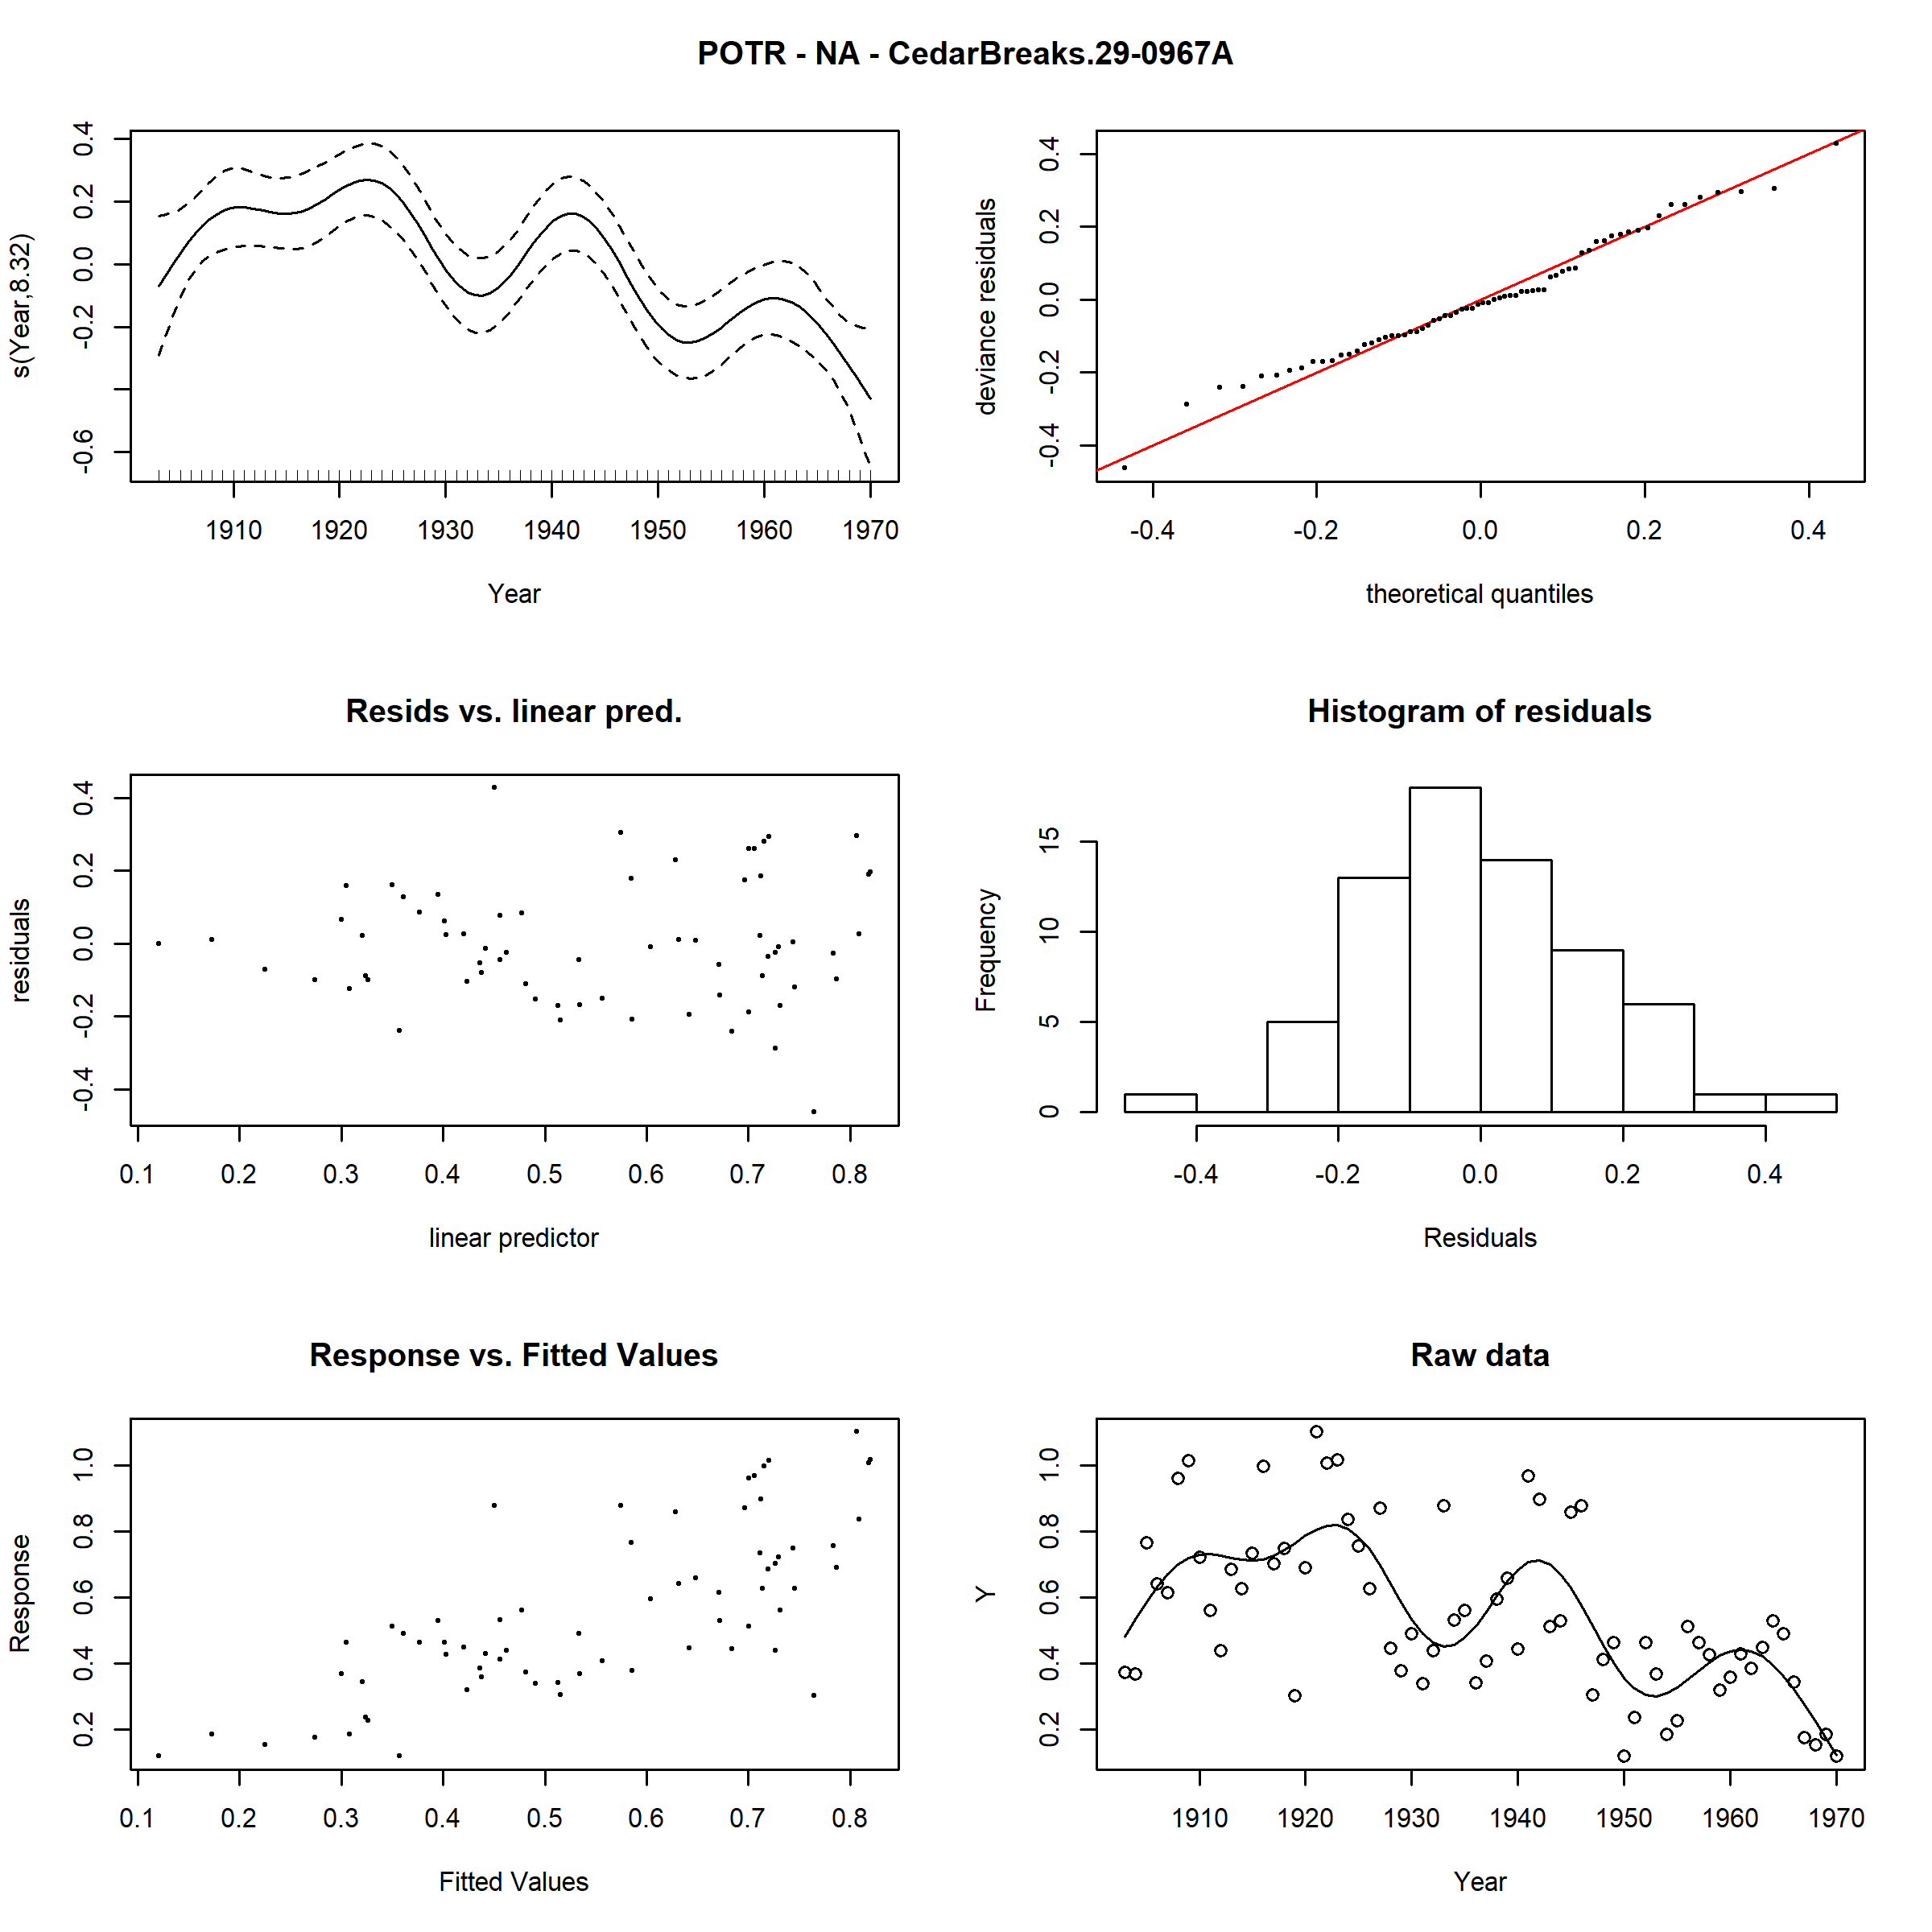 POTR - NA - CedarBreaks.29-0967A
s(Year,8.32)
-0.6 -0.2 0.0 0.2 0.4
1910 1920 1930 1940 1950 1960 1970
Year
deviance residuals
-0.4 -0.2 0.0 0.2 0.4
-0.4 -0.2 0.0 0.2 0.4
theoretical quantiles
Resids vs. linear pred.
residuals
-0.4 -0.2 0.0 0.2 0.4
0.1 0.2 0.3 0.4 0.5 0.6 0.7 0.8
linear predictor
Histogram of residuals
Frequency
0 5 10 15
-0.4 -0.2 0.0 0.2 0.4
Residuals
Response vs. Fitted Values
Response
0.2 0.4 0.6 0.8 1.0
0.1 0.2 0.3 0.4 0.5 0.6 0.7 0.8
Fitted Values
Raw data
Y
0.2 0.4 0.6 0.8 1.0
1910 1920 1930 1940 1950 1960 1970
Year